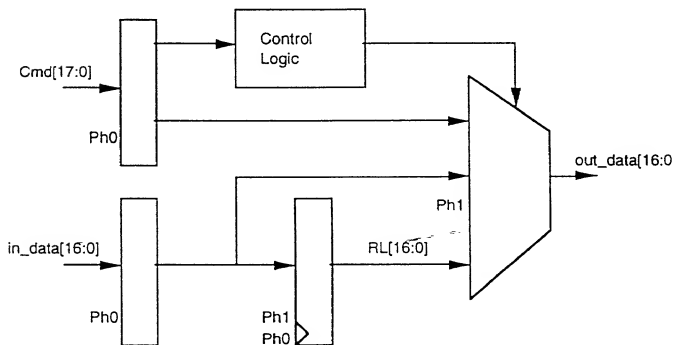 Control
Logic
Cmd[17:0]
Ph0
out_data[16:0
Ph1
in_data[16:0]
RL[16:0]
Ph0
Ph1
Ph0